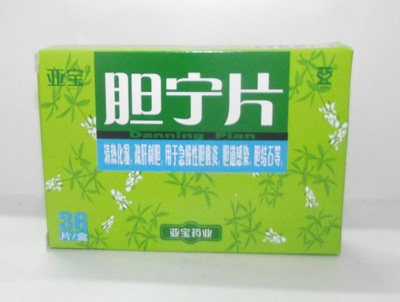 亚宝
胆宁片
Danning Pian
清热化湿，疏肝利胆。用于急慢性胆囊炎、胆道感染、胆结石等。
36
片/盒
亚宝药业